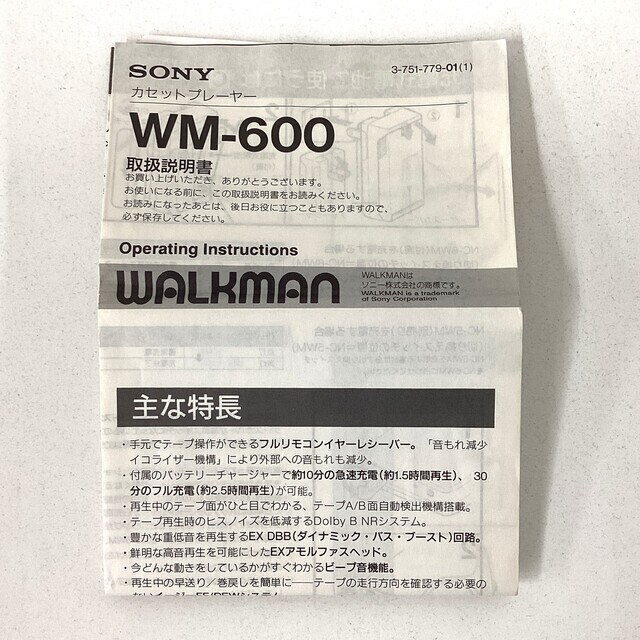 SONY
3-751-779-01(1)
カセットプレーヤー
WM-600
取扱説明書
お買い上げいただき、ありがとうございます。
お使いになる前に、この取扱説明書をお読みください。
お読みになったあとは、後日お役に立つこともありますので、
必ず保存してください。
Operating Instructions
WALKMAN
WALKMANは
ソニー株式会社の商標です。
WALKMAN is a trademark
of Sony Corporation
主な特長
・手元でテープ操作ができるフルリモコンイヤーレシーバー。「音もれ減少
イコライザー機構」により外部への音もれも減少。
・付属のバッテリーチャージャーで約10分の急速充電(約1.5時間再生)、30
分のフル充電(約2.5時間再生)が可能。
・再生中のテープ面がひと目でわかる、テープA/B面自動検出機構搭載。
・テープ再生時のヒスノイズを低減するDolby B NRシステム。
・豊かな重低音を再生するEX DBB(ダイナミック・バス・ブースト)回路。
・鮮明な高音再生を可能にしたEXアモルファスヘッド。
・今どんな動きをしているかがすぐわかるビープ音機能。
・再生中の早送り/巻戻しを簡単に——テープの走行方向を確認する必要の
ないイージーFF/REWシステム